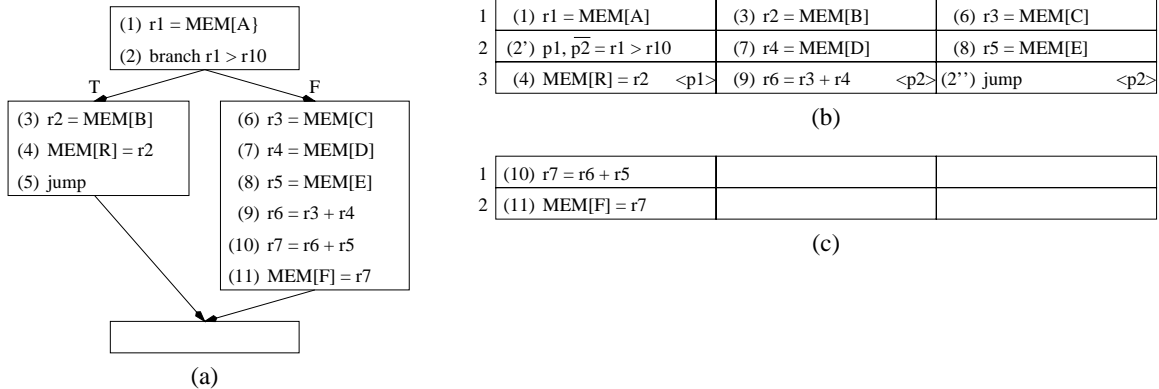 (1) r1 = MEM[A}
(2) branch r1 > r10
T
F
(3) r2 = MEM[B]
(4) MEM[R] = r2
(5) jump
(6) r3 = MEM[C]
(7) r4 = MEM[D]
(8) r5 = MEM[E]
(9) r6 = r3 + r4
(10) r7 = r6 + r5
(11) MEM[F] = r7
(a)
1 (1) r1 = MEM[A] (3) r2 = MEM[B] (6) r3 = MEM[C]
2 (2') p1, p̅2̅ = r1 > r10 (7) r4 = MEM[D] (8) r5 = MEM[E]
3 (4) MEM[R] = r2 <p1> (9) r6 = r3 + r4 <p2> (2'') jump <p2>
(b)
1 (10) r7 = r6 + r5
2 (11) MEM[F] = r7
(c)